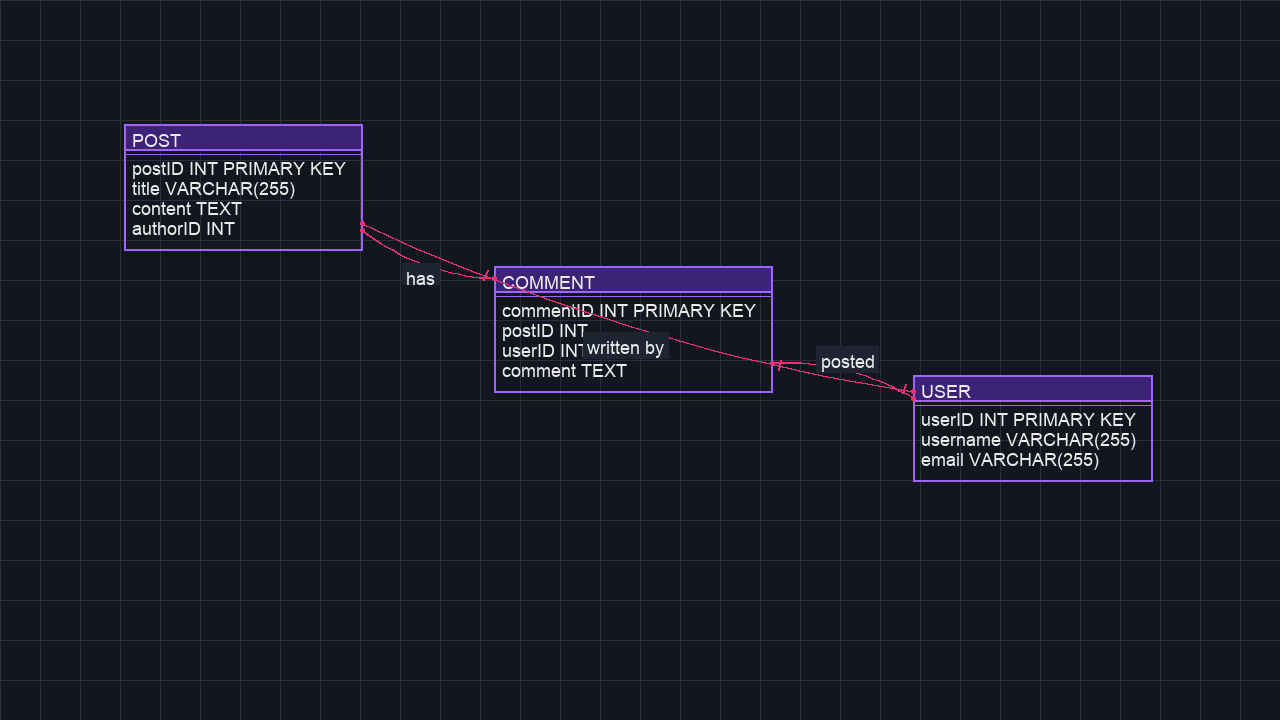 POST
postID INT PRIMARY KEY
title VARCHAR(255)
content TEXT
authorID INT
has
COMMENT
commentID INT PRIMARY KEY
postID INT
userID INT
comment TEXT
written by
posted
USER
userID INT PRIMARY KEY
username VARCHAR(255)
email VARCHAR(255)